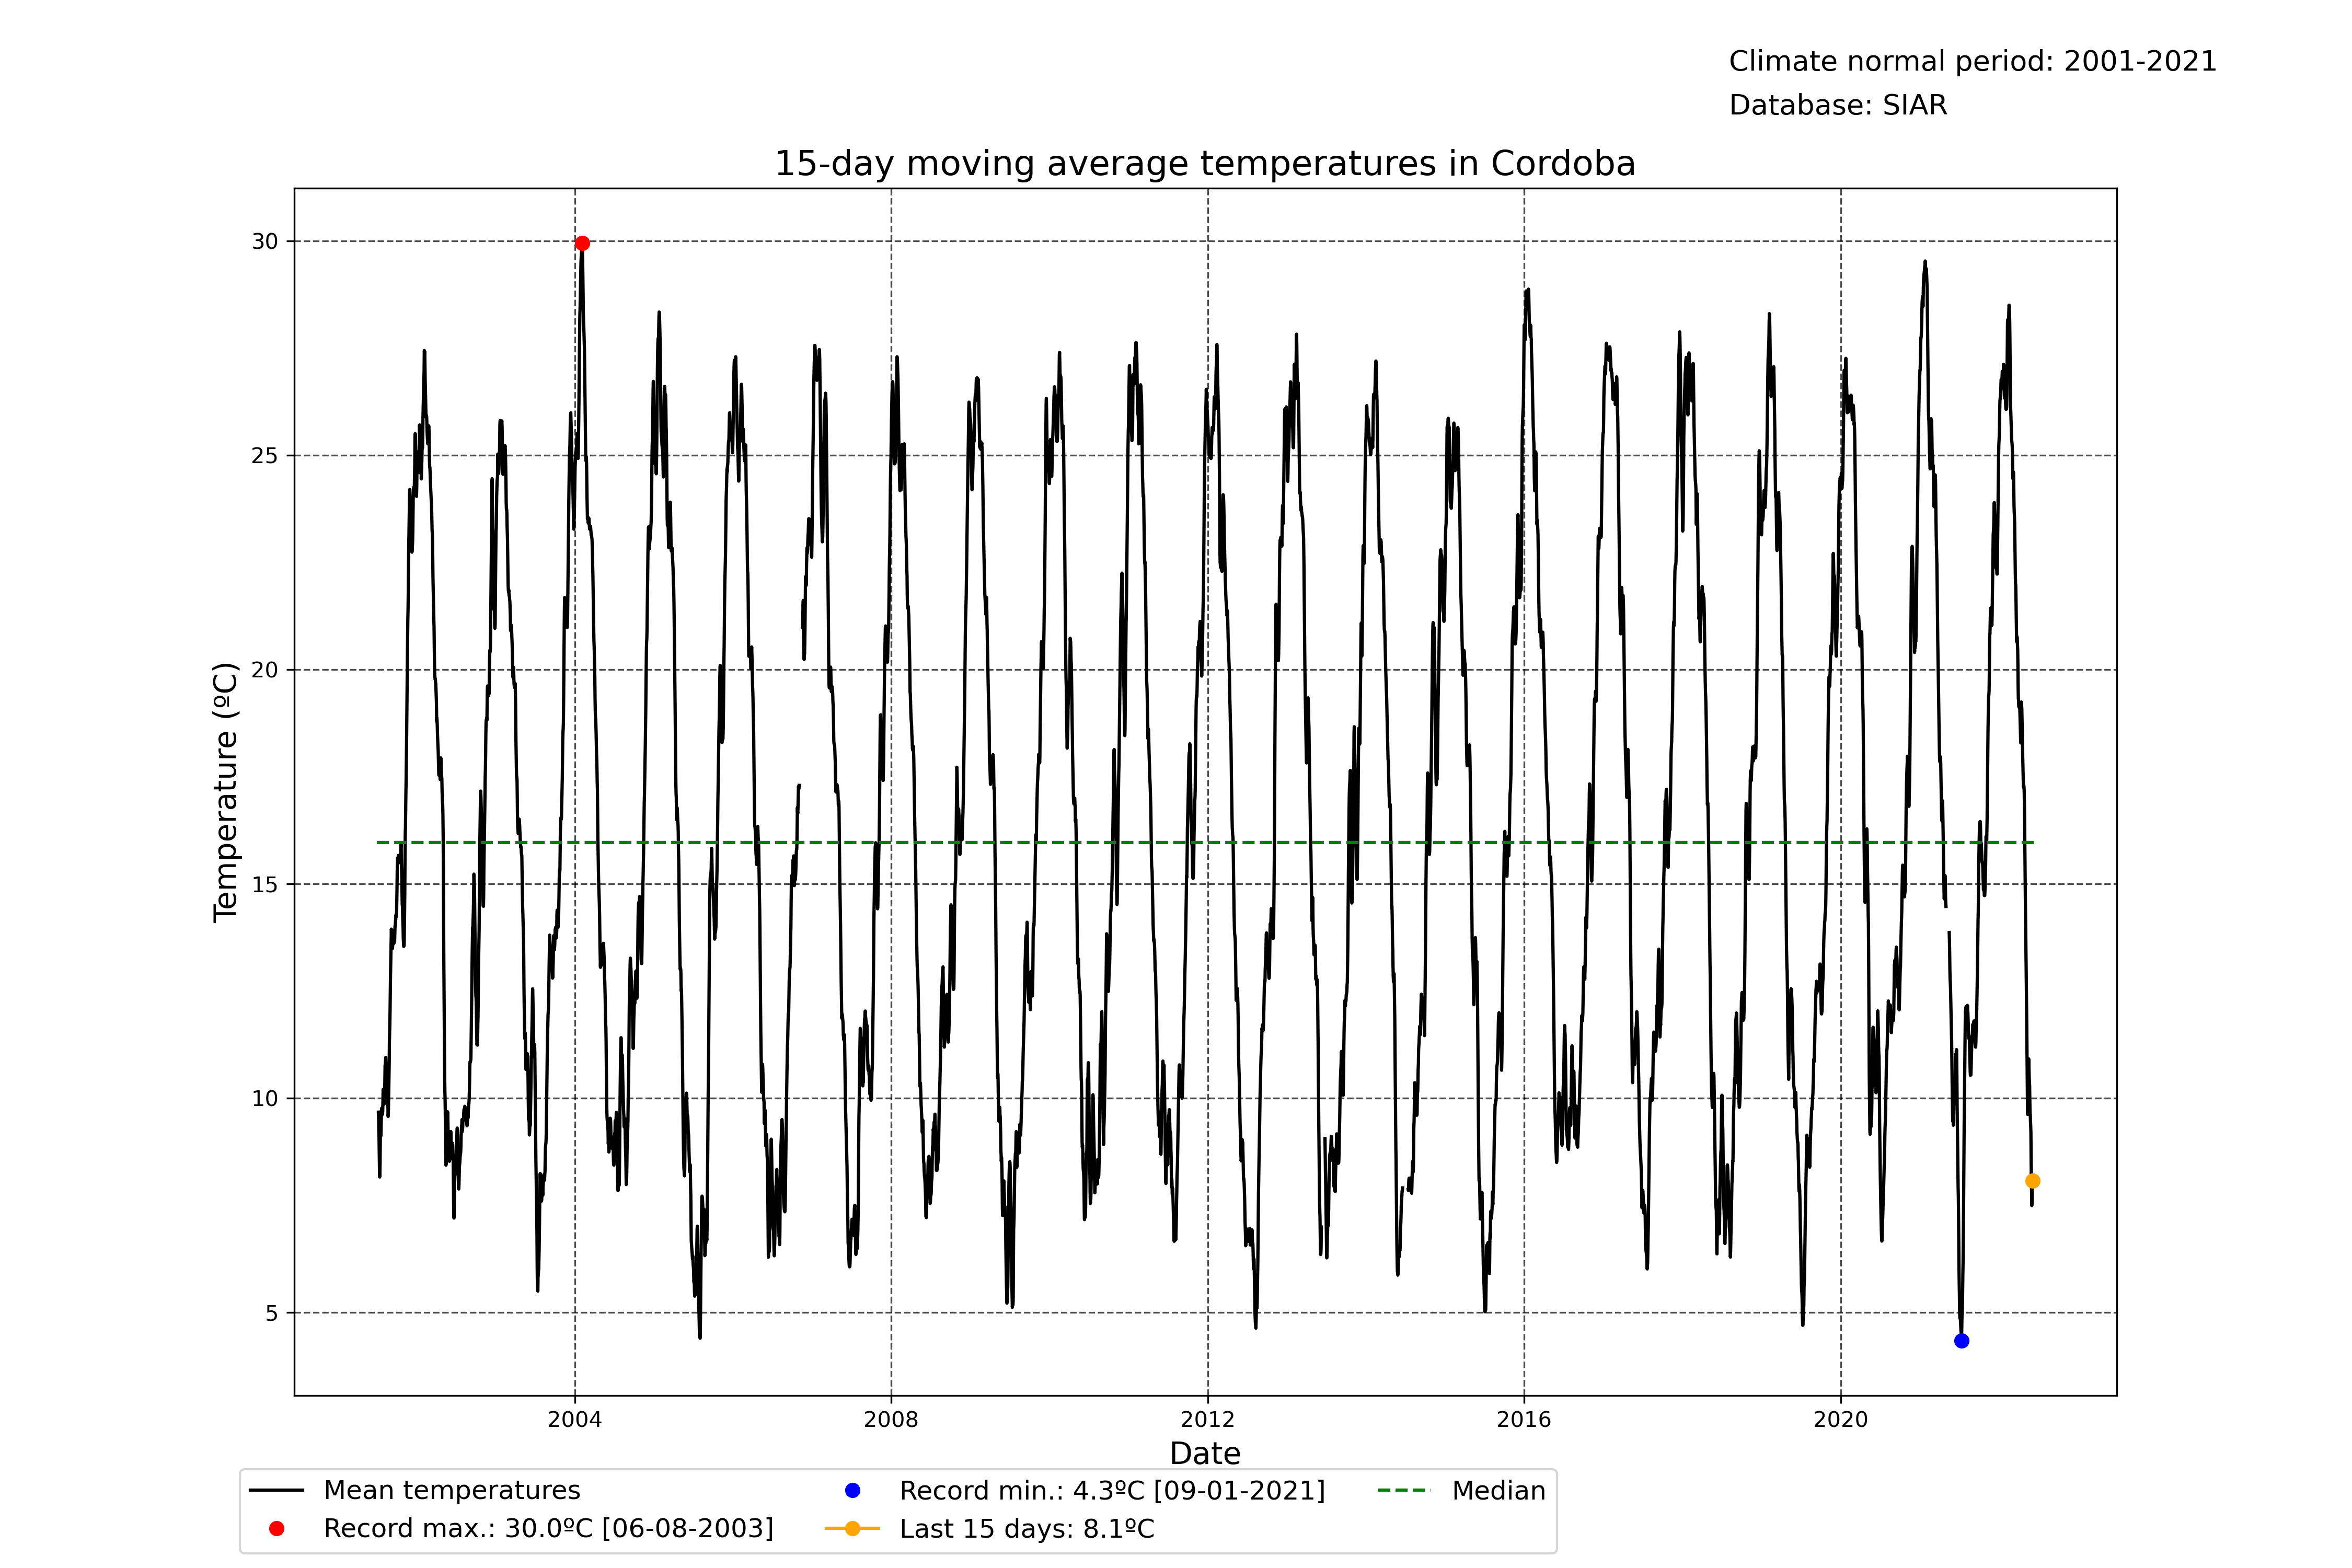 Climate normal period: 2001-2021
Database: SIAR
15-day moving average temperatures in Cordoba
Temperature (ºC)
30
25
20
15
10
5
2004
2008
2012
2016
2020
Date
Mean temperatures
Record max.: 30.0ºC [06-08-2003]
Record min.: 4.3ºC [09-01-2021]
Last 15 days: 8.1ºC
Median